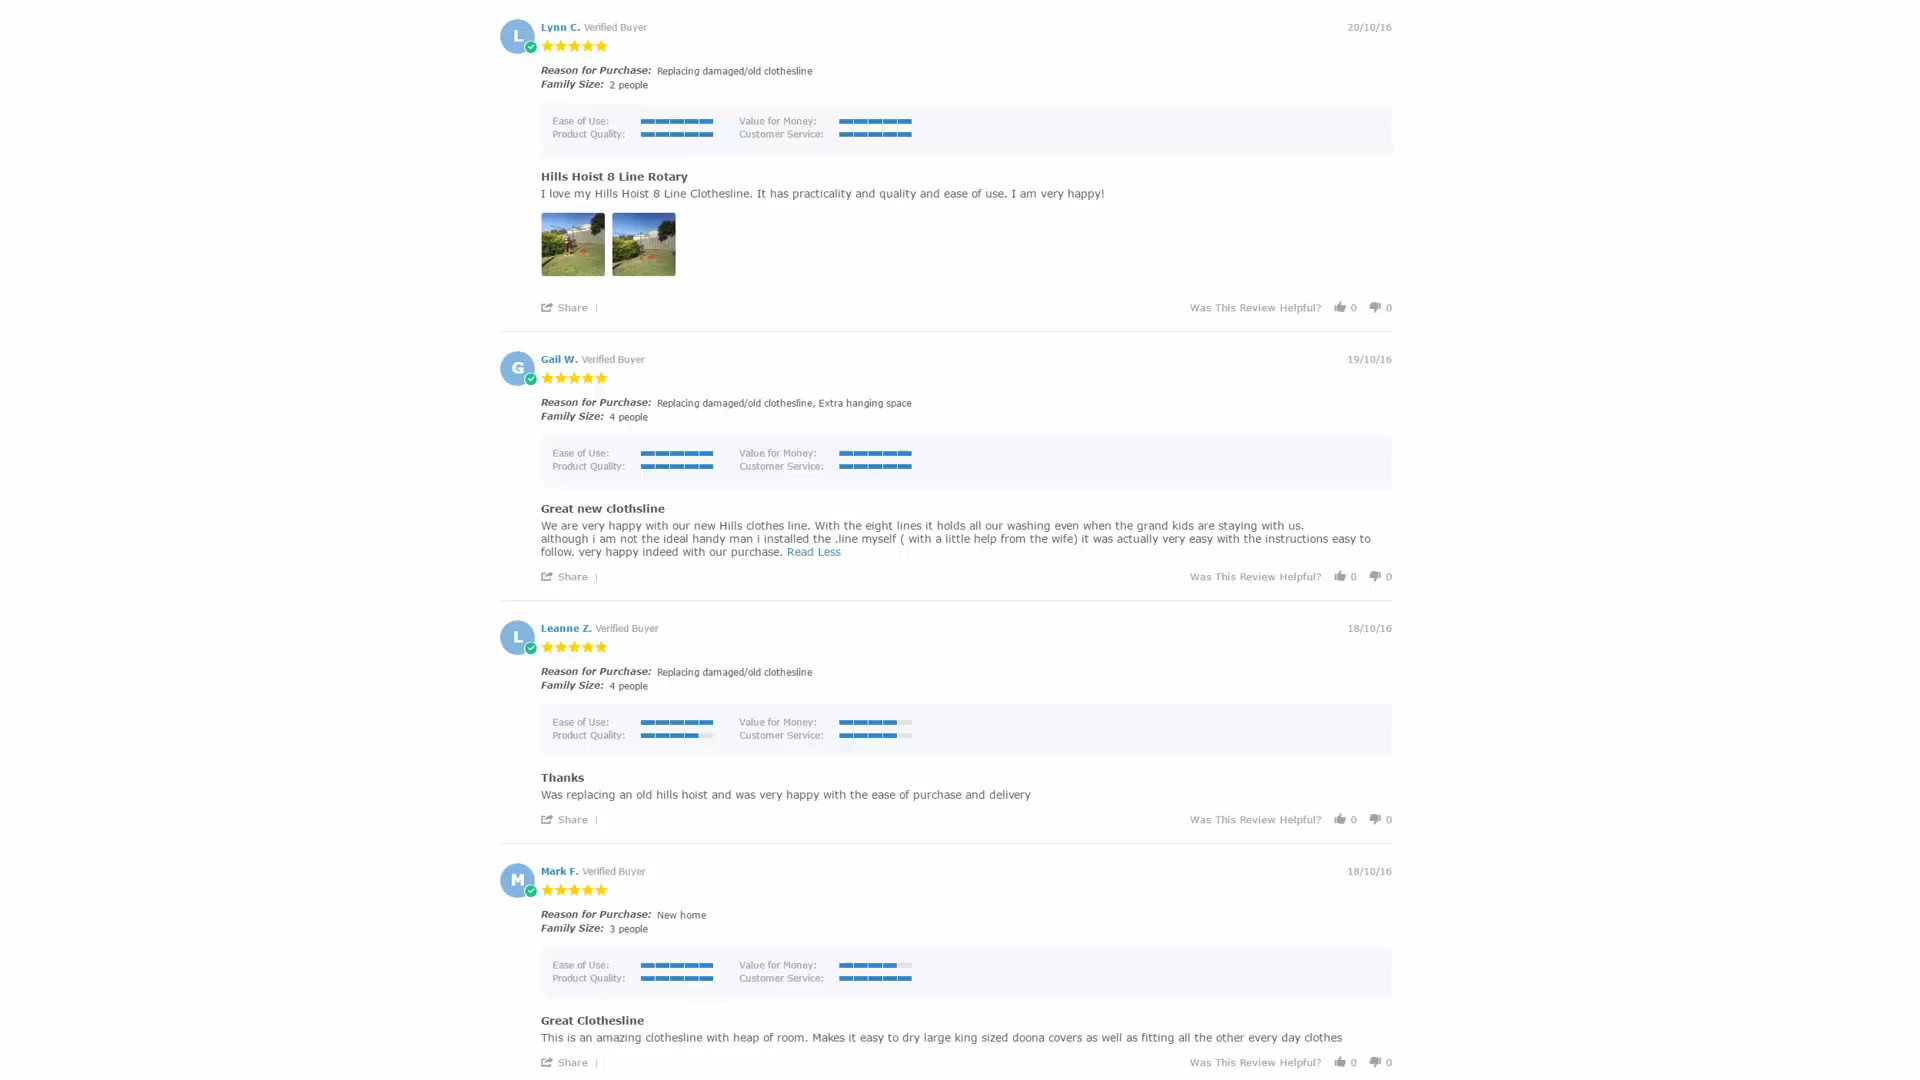 L
Lynn C. Verified Buyer 20/10/16
Reason for Purchase: Replacing damaged/old clothesline
Family Size: 2 people
Ease of Use: Value for Money:
Product Quality: Customer Service:
Hills Hoist 8 Line Rotary
I love my Hills Hoist 8 Line Clothesline. It has practicality and quality and ease of use. I am very happy!
Share | Was This Review Helpful? 0 0
G
Gail W. Verified Buyer 19/10/16
Reason for Purchase: Replacing damaged/old clothesline, Extra hanging space
Family Size: 4 people
Ease of Use: Value for Money:
Product Quality: Customer Service:
Great new clothsline
We are very happy with our new Hills clothes line. With the eight lines it holds all our washing even when the grand kids are staying with us.
although i am not the ideal handy man i installed the .line myself ( with a little help from the wife) it was actually very easy with the instructions easy to
follow. very happy indeed with our purchase. Read Less
Share | Was This Review Helpful? 0 0
L
Leanne Z. Verified Buyer 18/10/16
Reason for Purchase: Replacing damaged/old clothesline
Family Size: 4 people
Ease of Use: Value for Money:
Product Quality: Customer Service:
Thanks
Was replacing an old hills hoist and was very happy with the ease of purchase and delivery
Share | Was This Review Helpful? 0 0
M
Mark F. Verified Buyer 18/10/16
Reason for Purchase: New home
Family Size: 3 people
Ease of Use: Value for Money:
Product Quality: Customer Service:
Great Clothesline
This is an amazing clothesline with heap of room. Makes it easy to dry large king sized doona covers as well as fitting all the other every day clothes
Share | Was This Review Helpful? 0 0